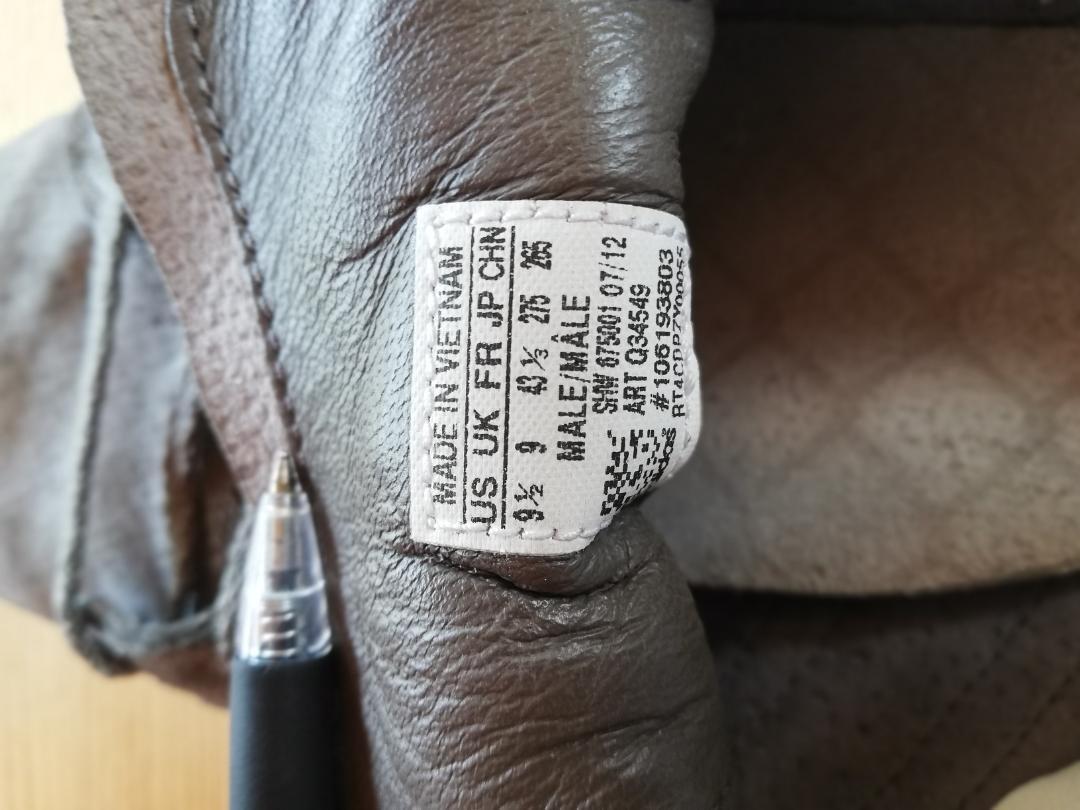 MADE IN VIETNAM
US UK FR JP CHN
9½ 9 43⅓ 275 265
MALE/MÂLE
SHW 675001 07/12
ART Q34549
#106193803